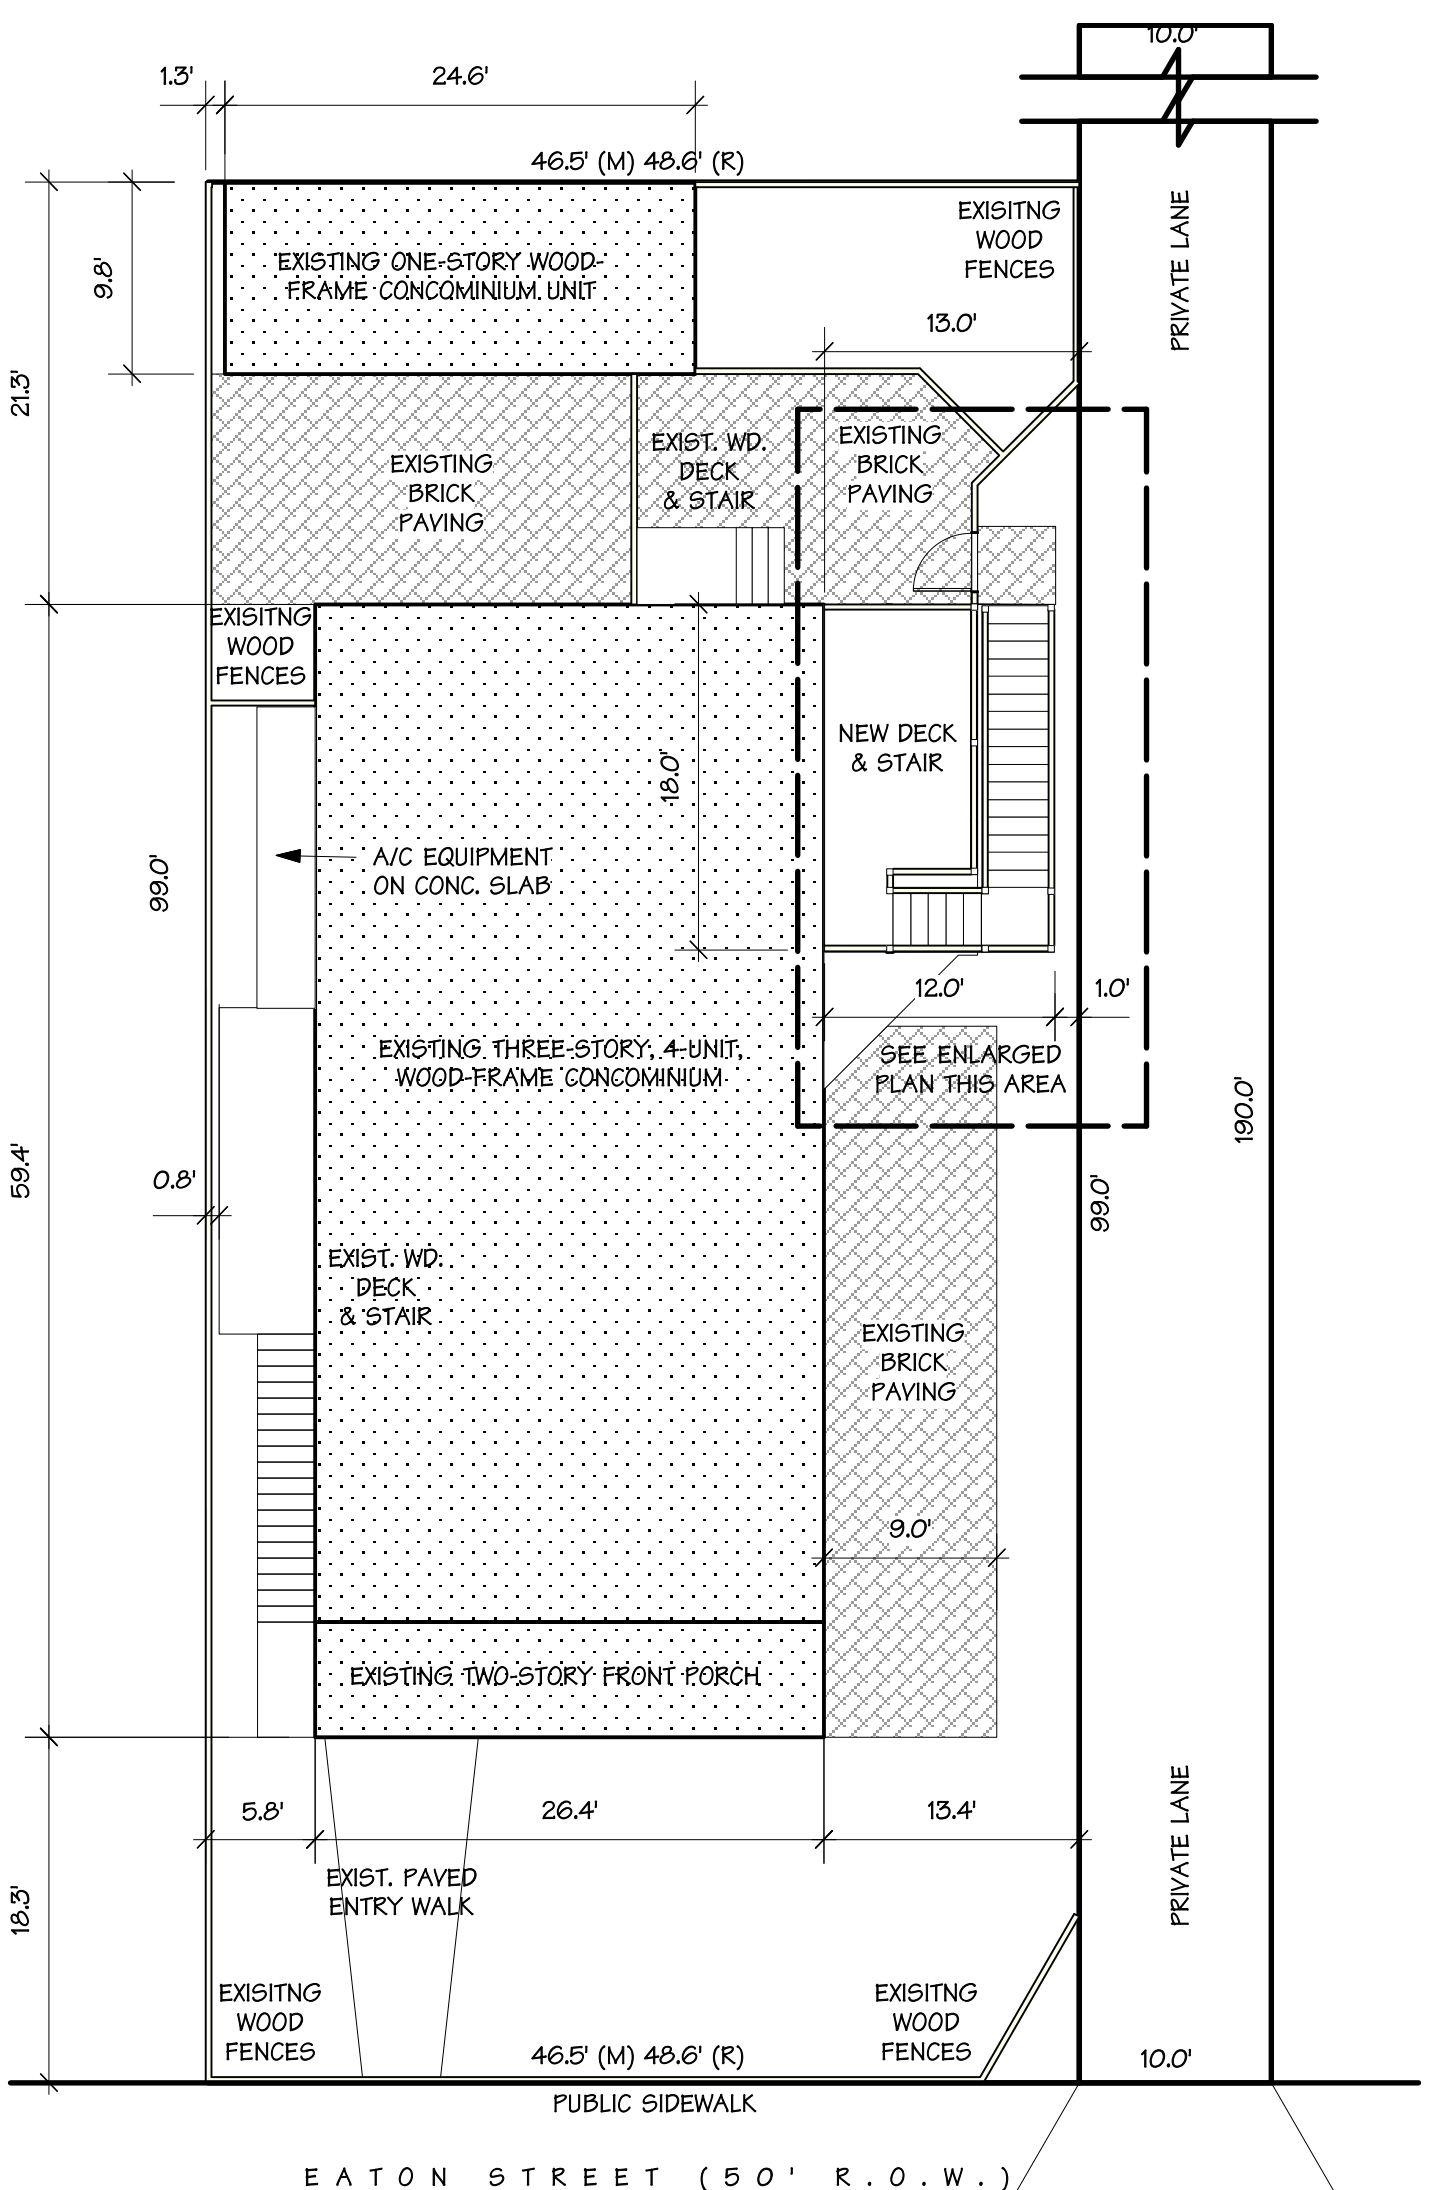 10.0'
1.3'
24.6'
46.5' (M) 48.6' (R)
EXISITNG
WOOD
FENCES
PRIVATE LANE
9.8'
EXISTING ONE-STORY WOOD-
FRAME CONCOMINIUM UNIT
13.0'
21.3'
EXISTING
BRICK
PAVING
EXIST. WD.
DECK
& STAIR
EXISTING
BRICK
PAVING
EXISITNG
WOOD
FENCES
NEW DECK
& STAIR
18.0'
99.0'
A/C EQUIPMENT
ON CONC. SLAB
12.0'
1.0'
EXISTING THREE-STORY, 4-UNIT,
WOOD-FRAME CONCOMINIUM
SEE ENLARGED
PLAN THIS AREA
190.0'
59.4'
0.8'
99.0'
EXIST. WD.
DECK
& STAIR
EXISTING
BRICK
PAVING
9.0'
EXISTING TWO-STORY FRONT PORCH
5.8'
26.4'
13.4'
PRIVATE LANE
EXIST. PAVED
ENTRY WALK
18.3'
EXISITNG
WOOD
FENCES
EXISITNG
WOOD
FENCES
46.5' (M) 48.6' (R)
10.0'
PUBLIC SIDEWALK
EATON STREET (50' R.O.W.)